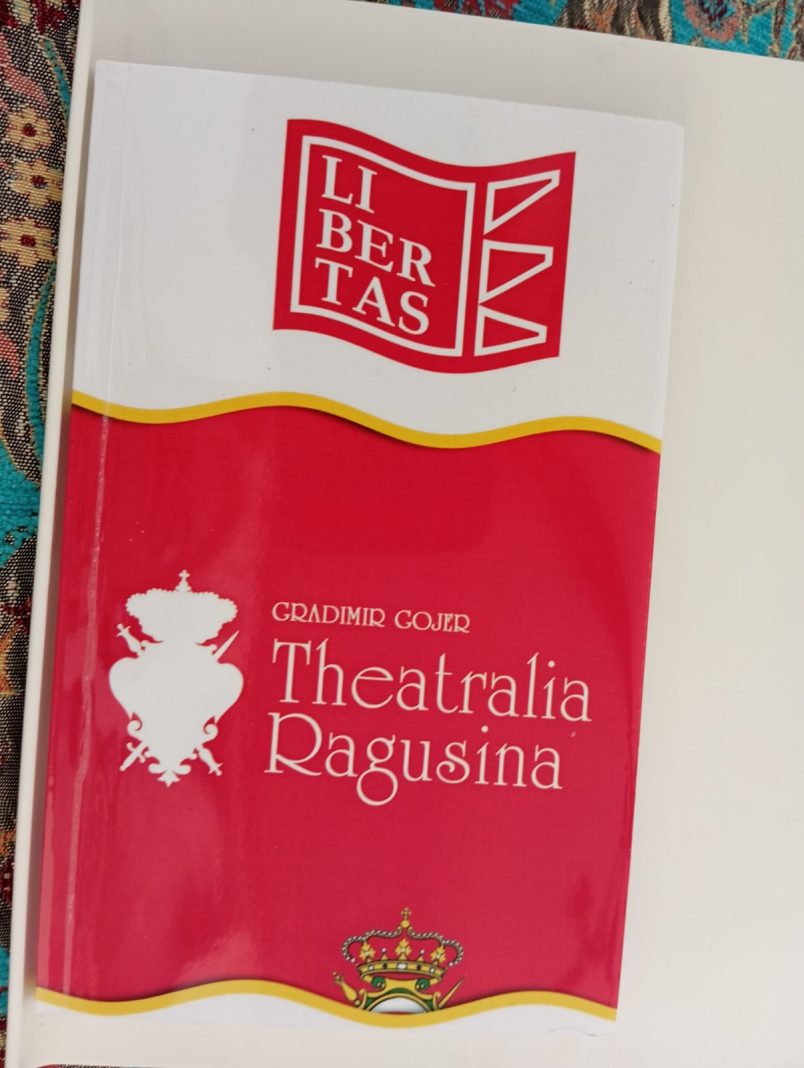 LI
BER
TAS
GRADIMIR GOJER
Theatralia
Ragusina